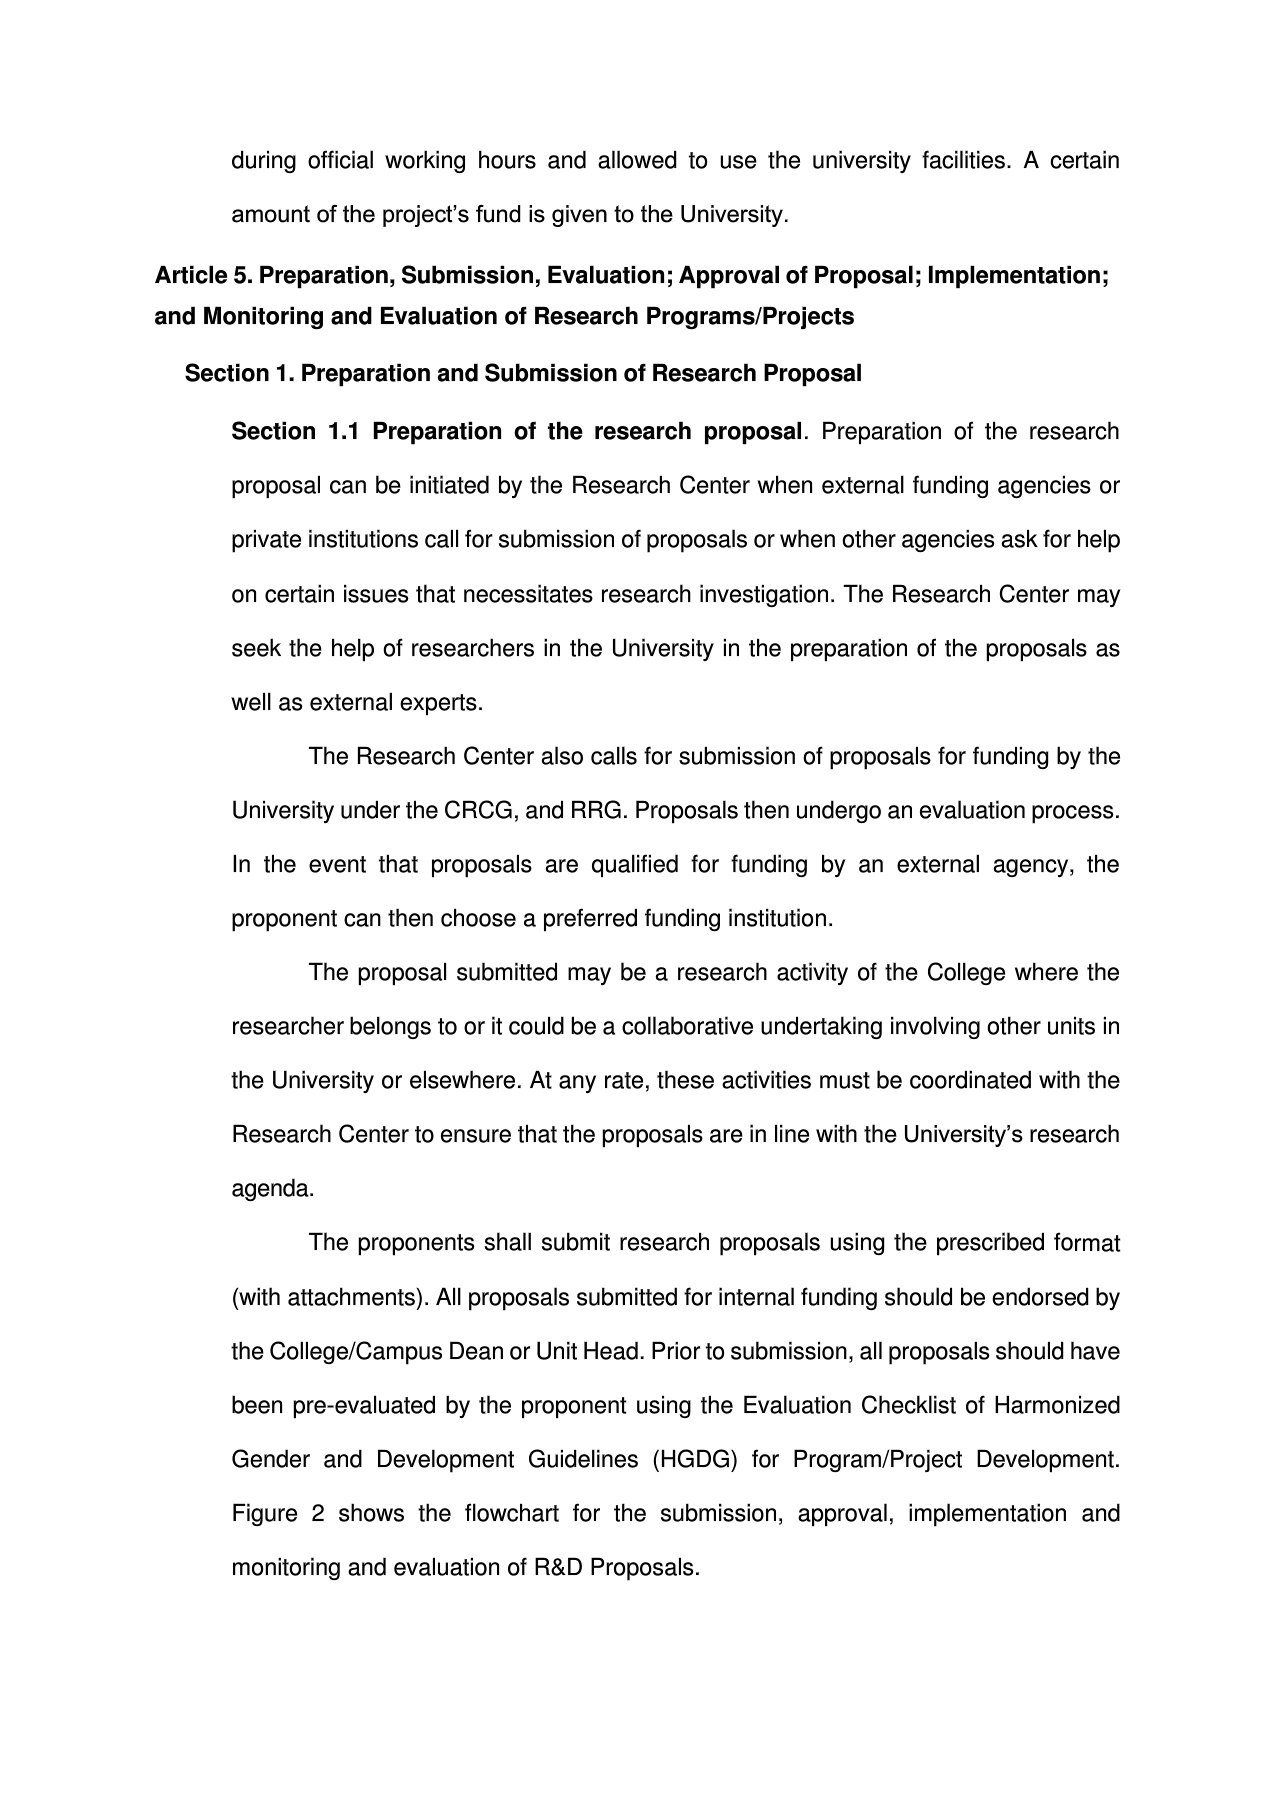 during official working hours and allowed to use the university facilities. A certain
amount of the project’s fund is given to the University.
Article 5. Preparation, Submission, Evaluation; Approval of Proposal; Implementation;
and Monitoring and Evaluation of Research Programs/Projects
Section 1. Preparation and Submission of Research Proposal
Section 1.1 Preparation of the research proposal. Preparation of the research
proposal can be initiated by the Research Center when external funding agencies or
private institutions call for submission of proposals or when other agencies ask for help
on certain issues that necessitates research investigation. The Research Center may
seek the help of researchers in the University in the preparation of the proposals as
well as external experts.
The Research Center also calls for submission of proposals for funding by the
University under the CRCG, and RRG. Proposals then undergo an evaluation process.
In the event that proposals are qualified for funding by an external agency, the
proponent can then choose a preferred funding institution.
The proposal submitted may be a research activity of the College where the
researcher belongs to or it could be a collaborative undertaking involving other units in
the University or elsewhere. At any rate, these activities must be coordinated with the
Research Center to ensure that the proposals are in line with the University’s research
agenda.
The proponents shall submit research proposals using the prescribed format
(with attachments). All proposals submitted for internal funding should be endorsed by
the College/Campus Dean or Unit Head. Prior to submission, all proposals should have
been pre-evaluated by the proponent using the Evaluation Checklist of Harmonized
Gender and Development Guidelines (HGDG) for Program/Project Development.
Figure 2 shows the flowchart for the submission, approval, implementation and
monitoring and evaluation of R&D Proposals.